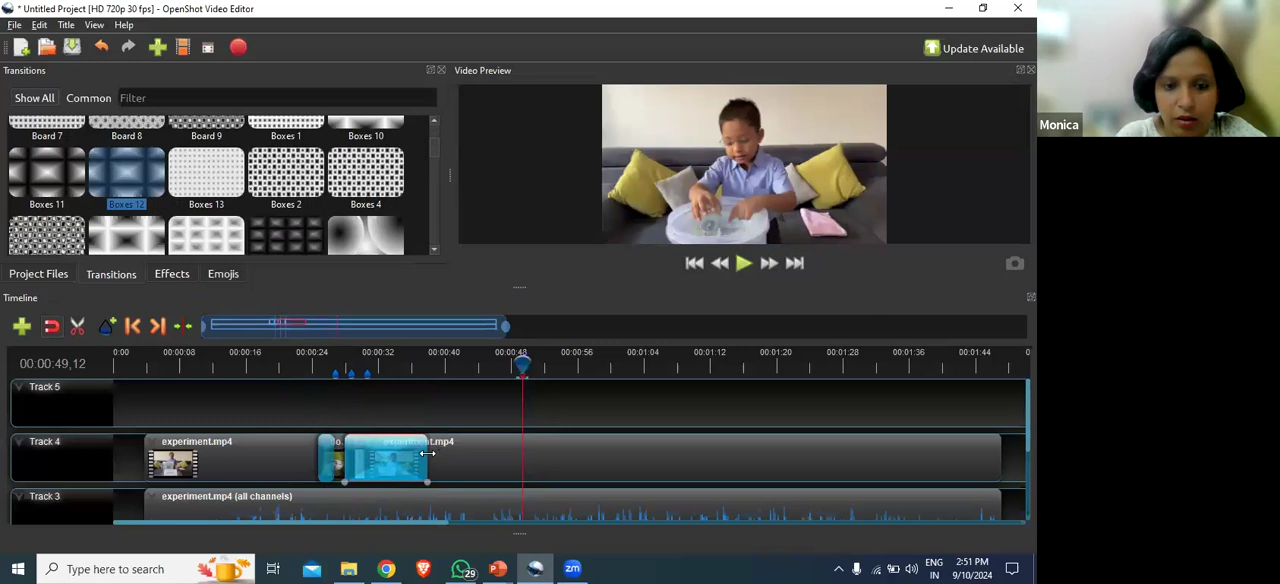 * Untitled Project [HD 720p 30 fps] - OpenShot Video Editor
File Edit Title View Help
Update Available
Transitions
Video Preview
Show All Common Filter
Board 7 Board 8 Board 9 Boxes 1 Boxes 10
Boxes 11 Boxes 12 Boxes 13 Boxes 2 Boxes 4
Project Files Transitions Effects Emojis
Timeline
00:00:49,12
0:00 00:00:08 00:00:16 00:00:24 00:00:32 00:00:40 00:00:48 00:00:56 00:01:04 00:01:12 00:01:20 00:01:28 00:01:36 00:01:44
Track 5
Track 4 experiment.mp4 experiment.mp4
Track 3 experiment.mp4 (all channels)
Monica
Type here to search
29
zm
ENG
IN
2:51 PM
9/10/2024